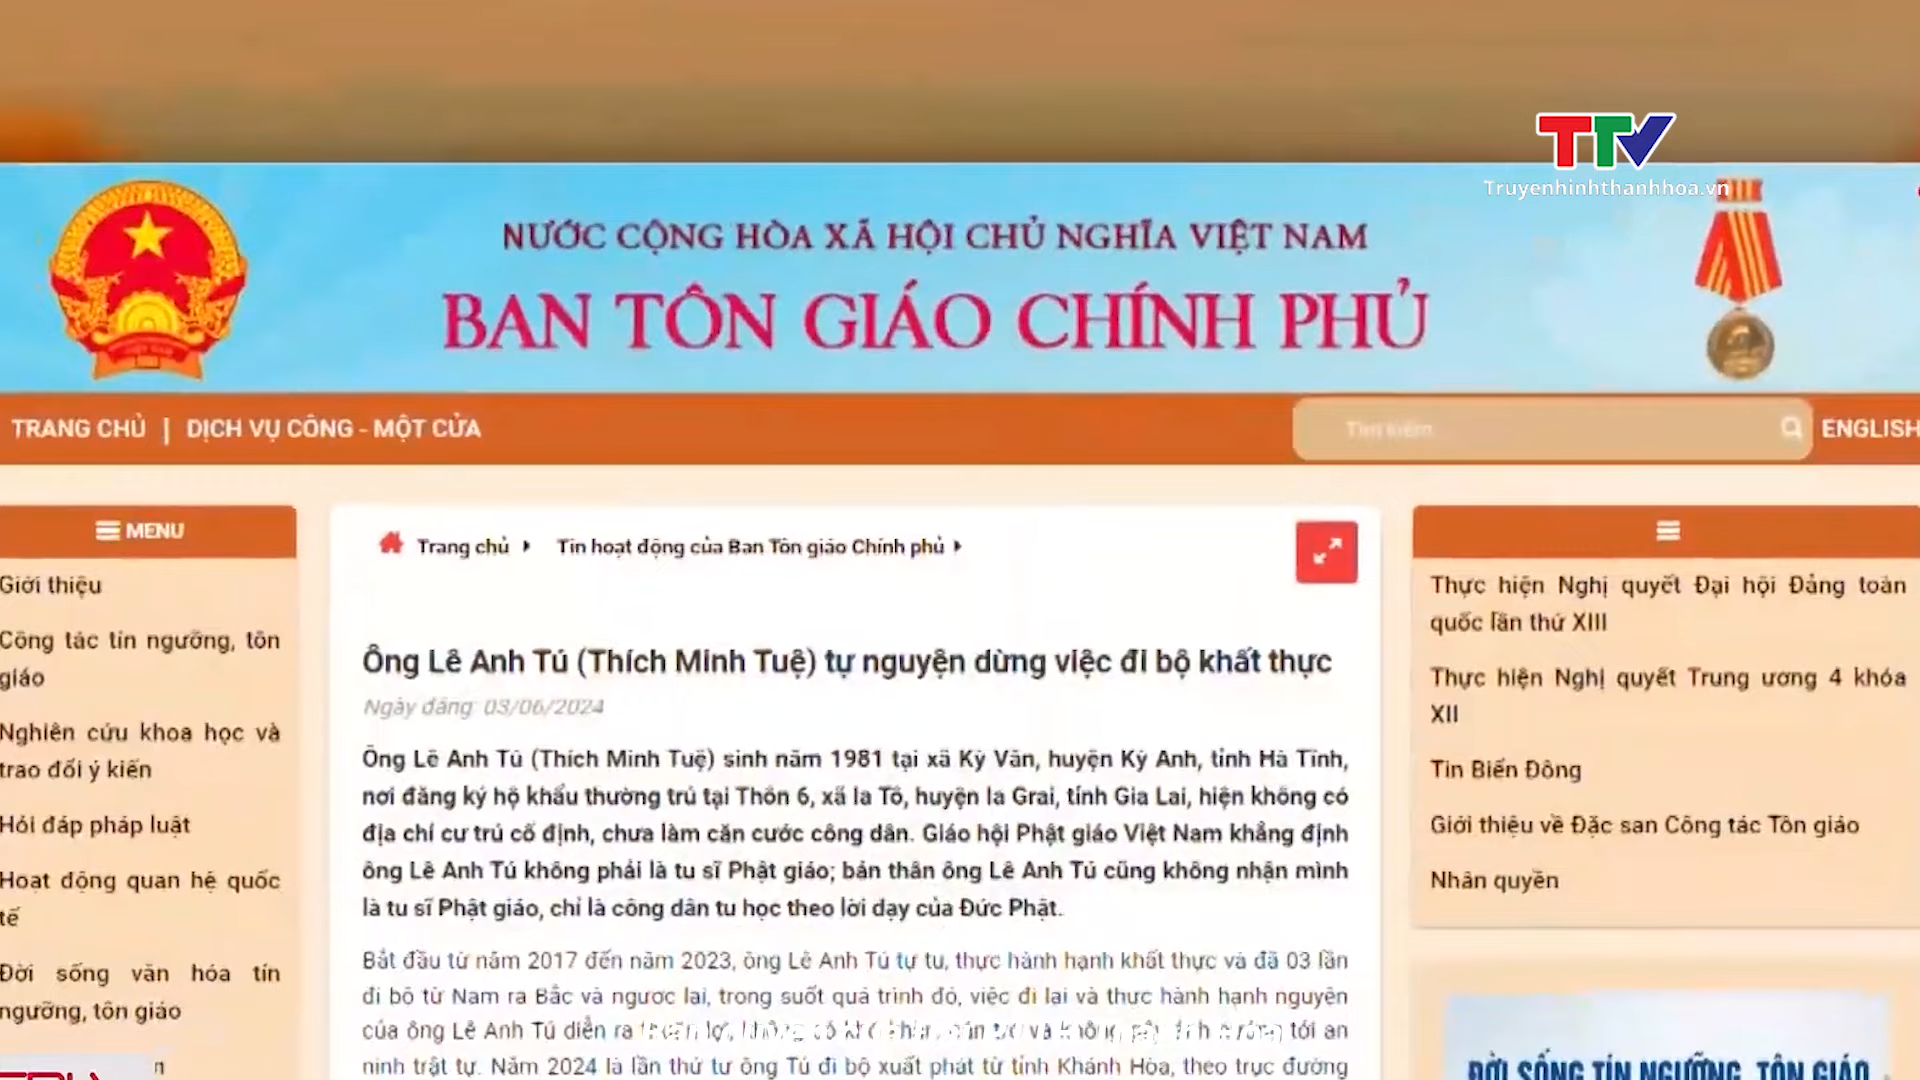 TTV
Truyenhinhthanhhoa.vn
NƯỚC CỘNG HÒA XÃ HỘI CHỦ NGHĨA VIỆT NAM
BAN TÔN GIÁO CHÍNH PHỦ
TRANG CHỦ | DỊCH VỤ CÔNG - MỘT CỬA
Tìm kiếm
ENGLISH
MENU
Giới thiệu
Công tác tín ngưỡng, tôn
giáo
Nghiên cứu khoa học và
trao đổi ý kiến
Hỏi đáp pháp luật
Hoạt động quan hệ quốc
tế
Đời sống văn hóa tín
ngưỡng, tôn giáo
Trang chủ
Tin hoạt động của Ban Tôn giáo Chính phủ
Ông Lê Anh Tú (Thích Minh Tuệ) tự nguyện dừng việc đi bộ khất thực
Ngày đăng: 03/06/2024
Ông Lê Anh Tú (Thích Minh Tuệ) sinh năm 1981 tại xã Kỳ Văn, huyện Kỳ Anh, tỉnh Hà Tĩnh,
nơi đăng ký hộ khẩu thường trú tại Thôn 6, xã Ia Tô, huyện Ia Grai, tỉnh Gia Lai, hiện không có
địa chỉ cư trú cố định, chưa làm căn cước công dân. Giáo hội Phật giáo Việt Nam khẳng định
ông Lê Anh Tú không phải là tu sĩ Phật giáo; bản thân ông Lê Anh Tú cũng không nhận mình
là tu sĩ Phật giáo, chỉ là công dân tu học theo lời dạy của Đức Phật.
Bắt đầu từ năm 2017 đến năm 2023, ông Lê Anh Tú tự tu, thực hành hạnh khất thực và đã 03 lần
đi bộ từ Nam ra Bắc và ngược lại, trong suốt quá trình đó, việc đi lại và thực hành hạnh nguyện
của ông Lê Anh Tú diễn ra tới an
ninh trật tự. Năm 2024 là lần thứ tư ông Tú đi bộ xuất phát từ tỉnh Khánh Hòa, theo trục đường
Thực hiện Nghị quyết Đại hội Đảng toàn
quốc lần thứ XIII
Thực hiện Nghị quyết Trung ương 4 khóa
XII
Tin Biển Đông
Giới thiệu về Đặc san Công tác Tôn giáo
Nhân quyền
ĐỜI SỐNG TÍN NGƯỠNG, TÔN GIÁO